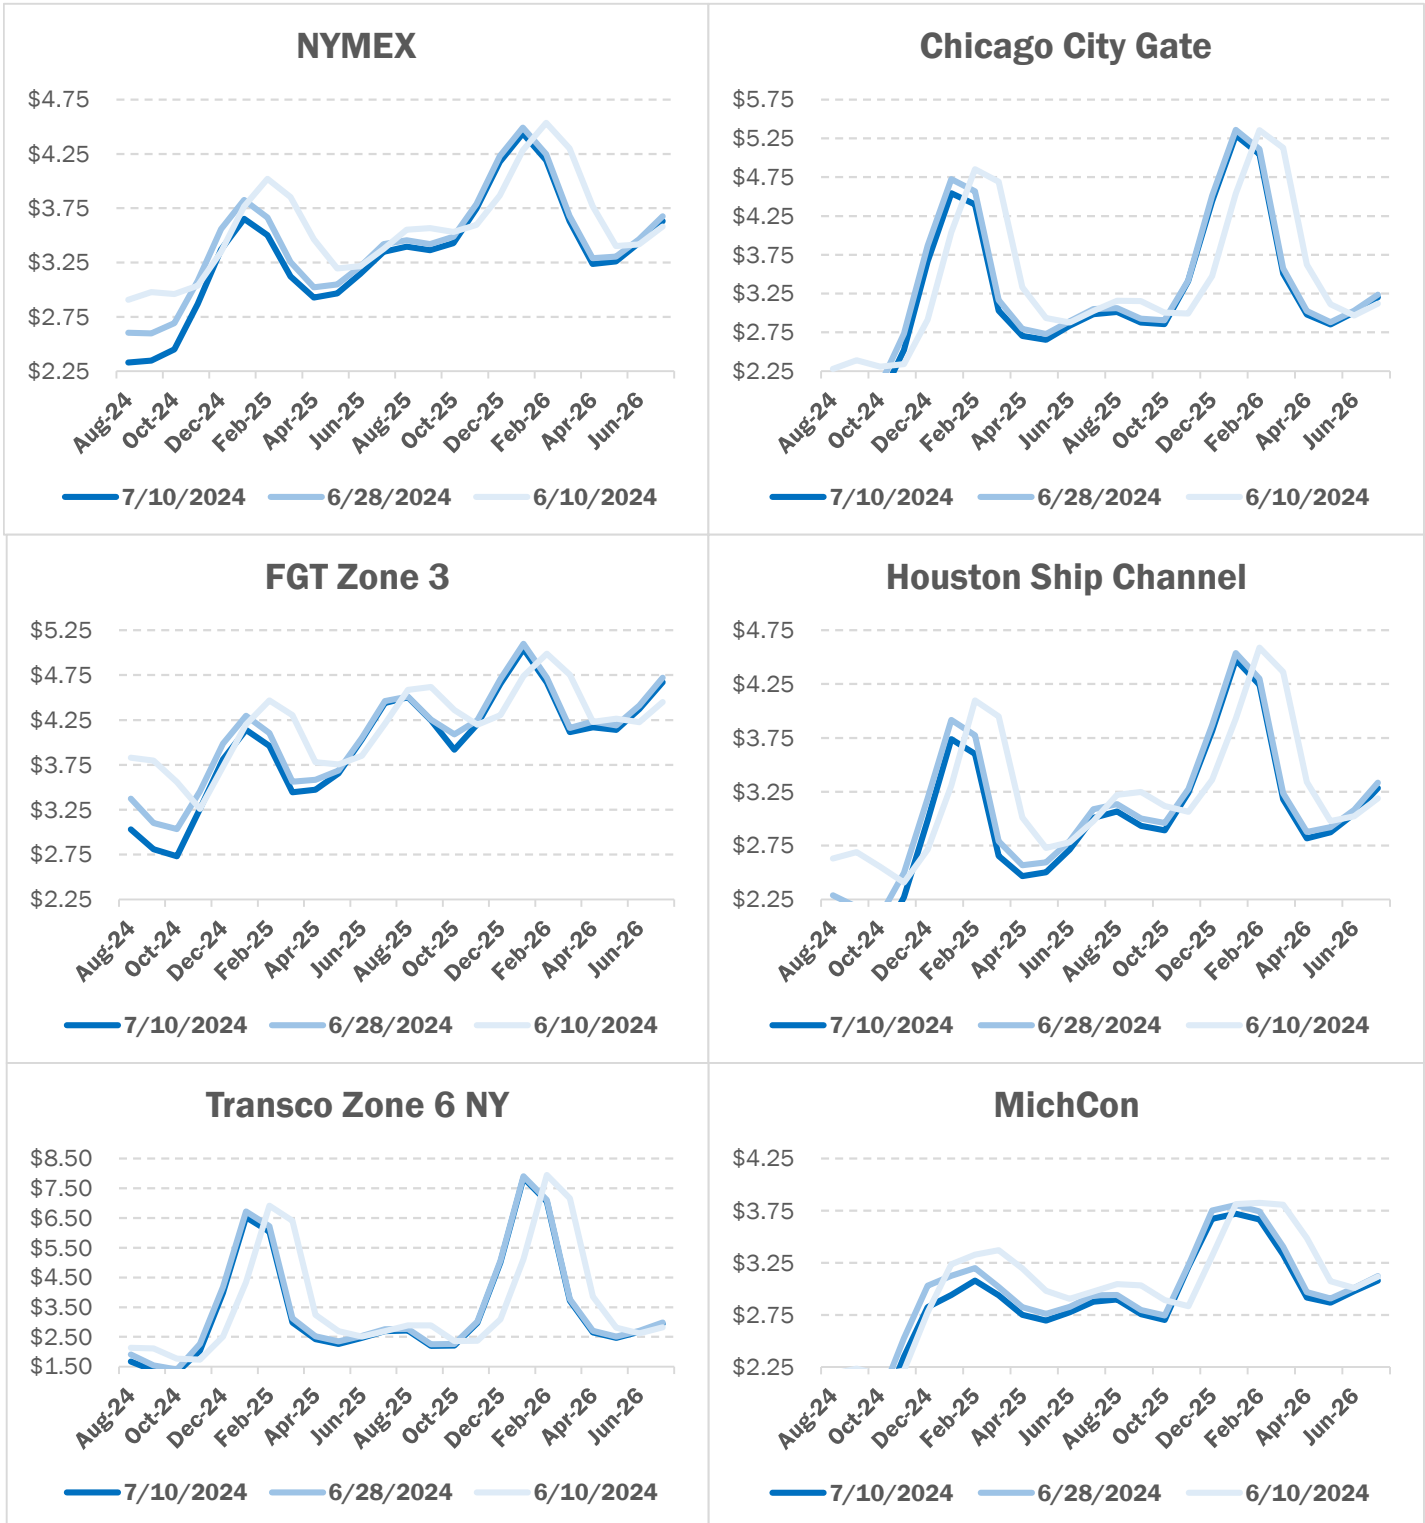 NYMEX
$4.75
$4.25
$3.75
$3.25
$2.75
$2.25
Aug-24 Oct-24 Dec-24 Feb-25 Apr-25 Jun-25 Aug-25 Oct-25 Dec-25 Feb-26 Apr-26 Jun-26
7/10/2024 6/28/2024 6/10/2024
Chicago City Gate
$5.75
$5.25
$4.75
$4.25
$3.75
$3.25
$2.75
$2.25
Aug-24 Oct-24 Dec-24 Feb-25 Apr-25 Jun-25 Aug-25 Oct-25 Dec-25 Feb-26 Apr-26 Jun-26
7/10/2024 6/28/2024 6/10/2024
FGT Zone 3
$5.25
$4.75
$4.25
$3.75
$3.25
$2.75
$2.25
Aug-24 Oct-24 Dec-24 Feb-25 Apr-25 Jun-25 Aug-25 Oct-25 Dec-25 Feb-26 Apr-26 Jun-26
7/10/2024 6/28/2024 6/10/2024
Houston Ship Channel
$4.75
$4.25
$3.75
$3.25
$2.75
$2.25
Aug-24 Oct-24 Dec-24 Feb-25 Apr-25 Jun-25 Aug-25 Oct-25 Dec-25 Feb-26 Apr-26 Jun-26
7/10/2024 6/28/2024 6/10/2024
Transco Zone 6 NY
$8.50
$7.50
$6.50
$5.50
$4.50
$3.50
$2.50
$1.50
Aug-24 Oct-24 Dec-24 Feb-25 Apr-25 Jun-25 Aug-25 Oct-25 Dec-25 Feb-26 Apr-26 Jun-26
7/10/2024 6/28/2024 6/10/2024
MichCon
$4.25
$3.75
$3.25
$2.75
$2.25
Aug-24 Oct-24 Dec-24 Feb-25 Apr-25 Jun-25 Aug-25 Oct-25 Dec-25 Feb-26 Apr-26 Jun-26
7/10/2024 6/28/2024 6/10/2024